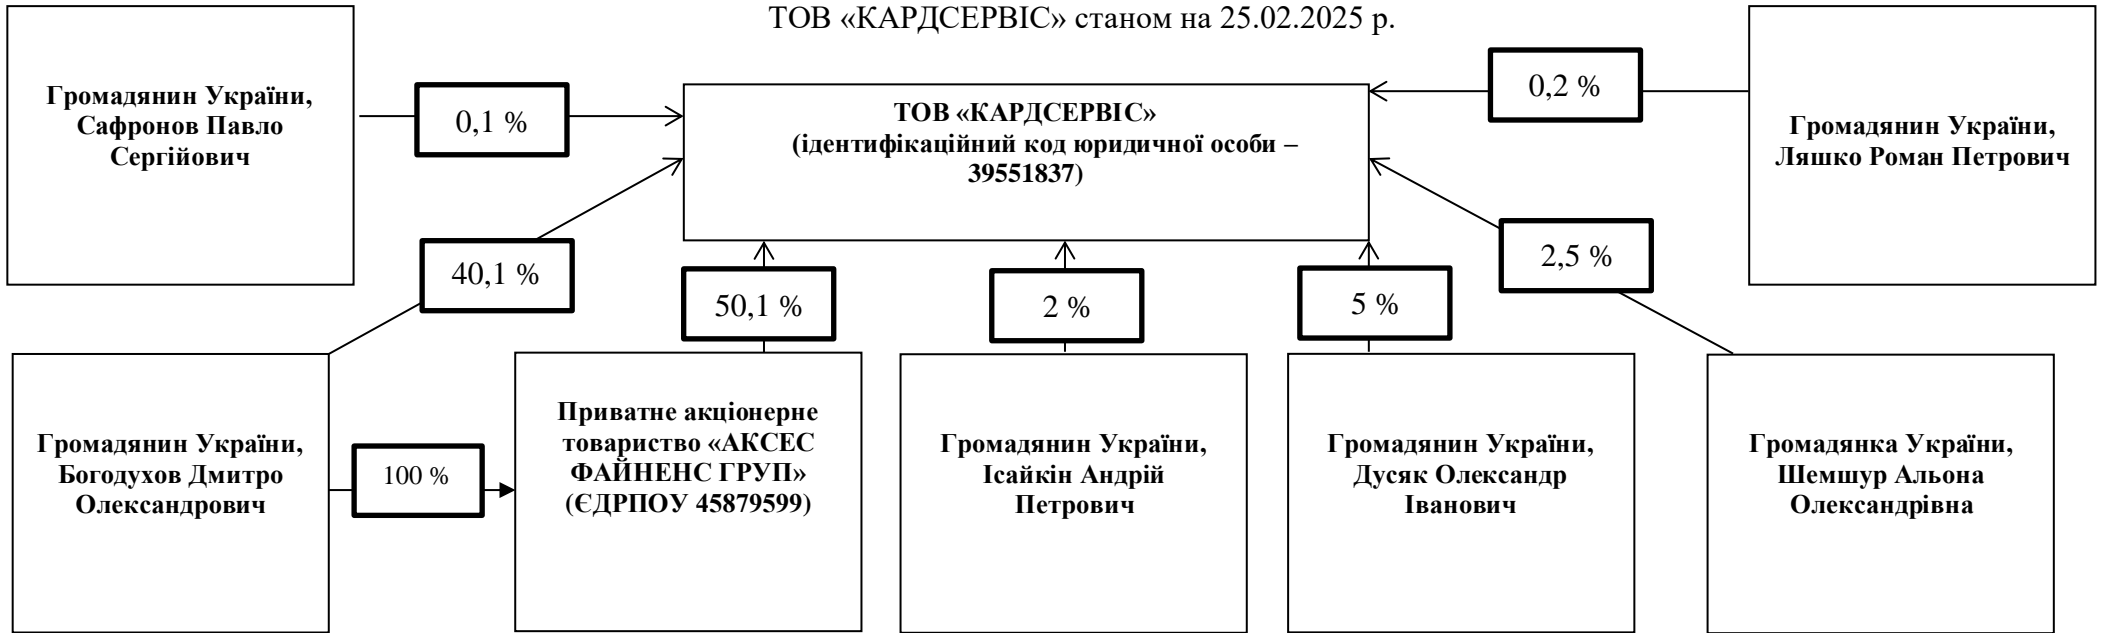 ТОВ «КАРДСЕРВІС» станом на 25.02.2025 р.
Громадянин України,
Сафронов Павло
Сергійович
0,1 %
ТОВ «КАРДСЕРВІС»
(ідентифікаційний код юридичної особи –
39551837)
0,2 %
Громадянин України,
Ляшко Роман Петрович
40,1 %
50,1 %
2 %
5 %
2,5 %
Громадянин України,
Богодухов Дмитро
Олександрович
100 %
Приватне акціонерне
товариство «АКСЕС
ФАЙНЕНС ГРУП»
(ЄДРПОУ 45879599)
Громадянин України,
Ісайкін Андрій
Петрович
Громадянин України,
Дусяк Олександр
Іванович
Громадянка України,
Шемшур Альона
Олександрівна